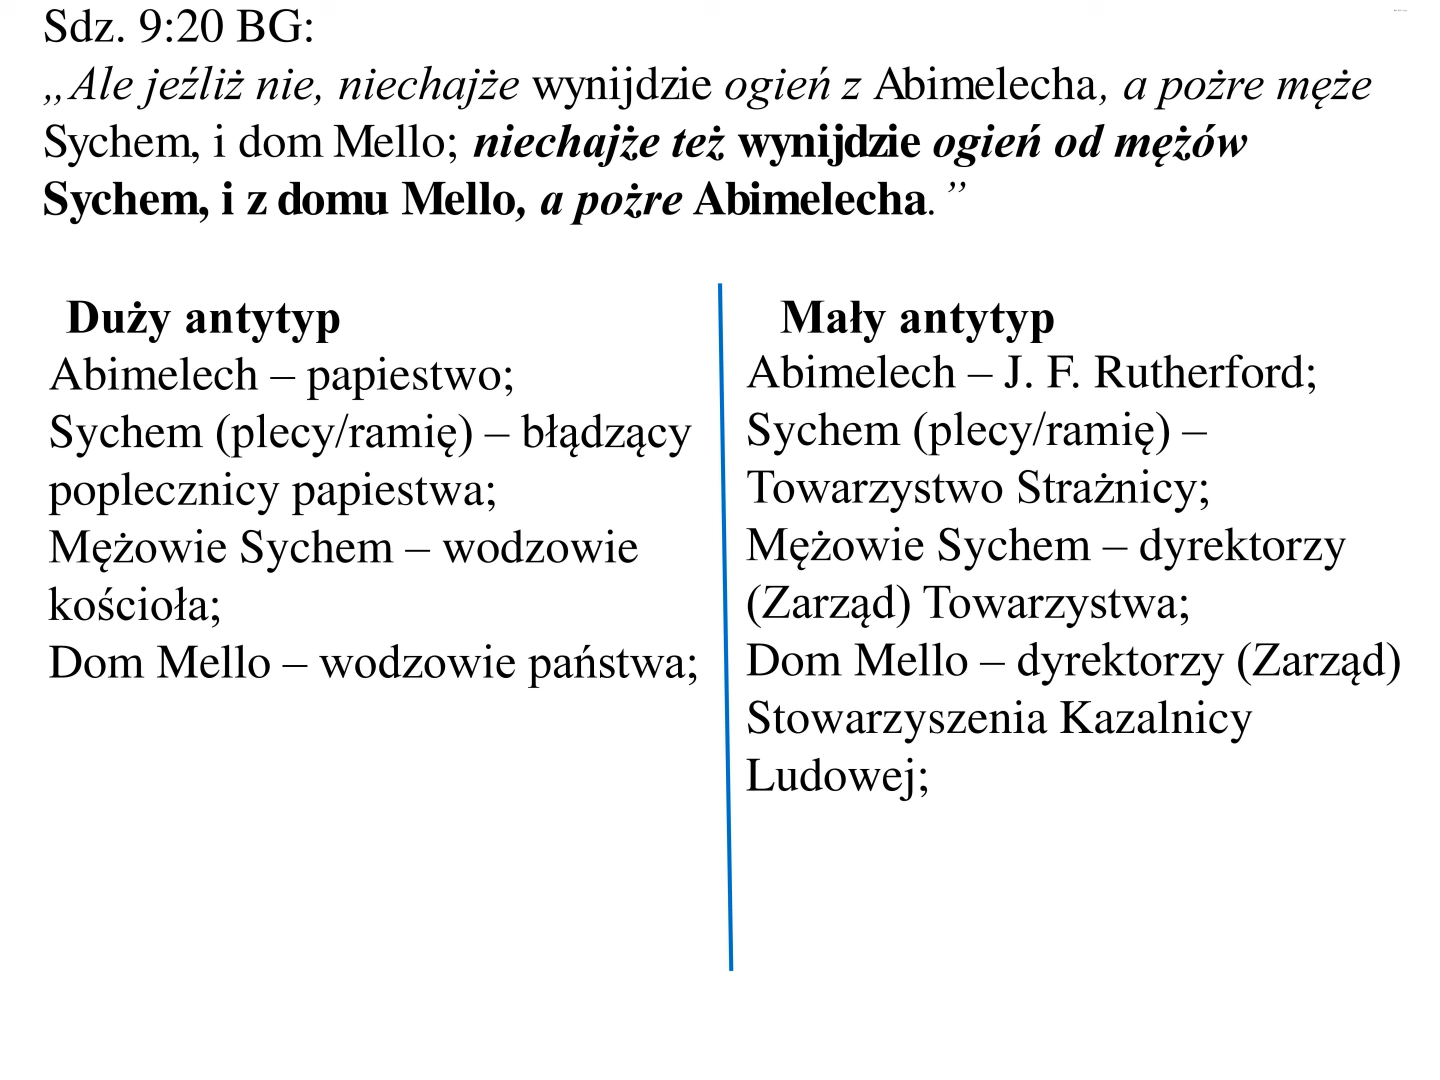 Sdz. 9:20 BG:
„Ale jeźliż nie, niechajże wynijdzie ogień z Abimelecha, a pożre męże
Sychem, i dom Mello; niechajże też wynijdzie ogień od mężów
Sychem, i z domu Mello, a pożre Abimelecha.”
Duży antytyp
Abimelech – papiestwo;
Sychem (plecy/ramię) – błądzący
poplecznicy papiestwa;
Mężowie Sychem – wodzowie
kościoła;
Dom Mello – wodzowie państwa;
Mały antytyp
Abimelech – J. F. Rutherford;
Sychem (plecy/ramię) –
Towarzystwo Strażnicy;
Mężowie Sychem – dyrektorzy
(Zarząd) Towarzystwa;
Dom Mello – dyrektorzy (Zarząd)
Stowarzyszenia Kazalnicy
Ludowej;